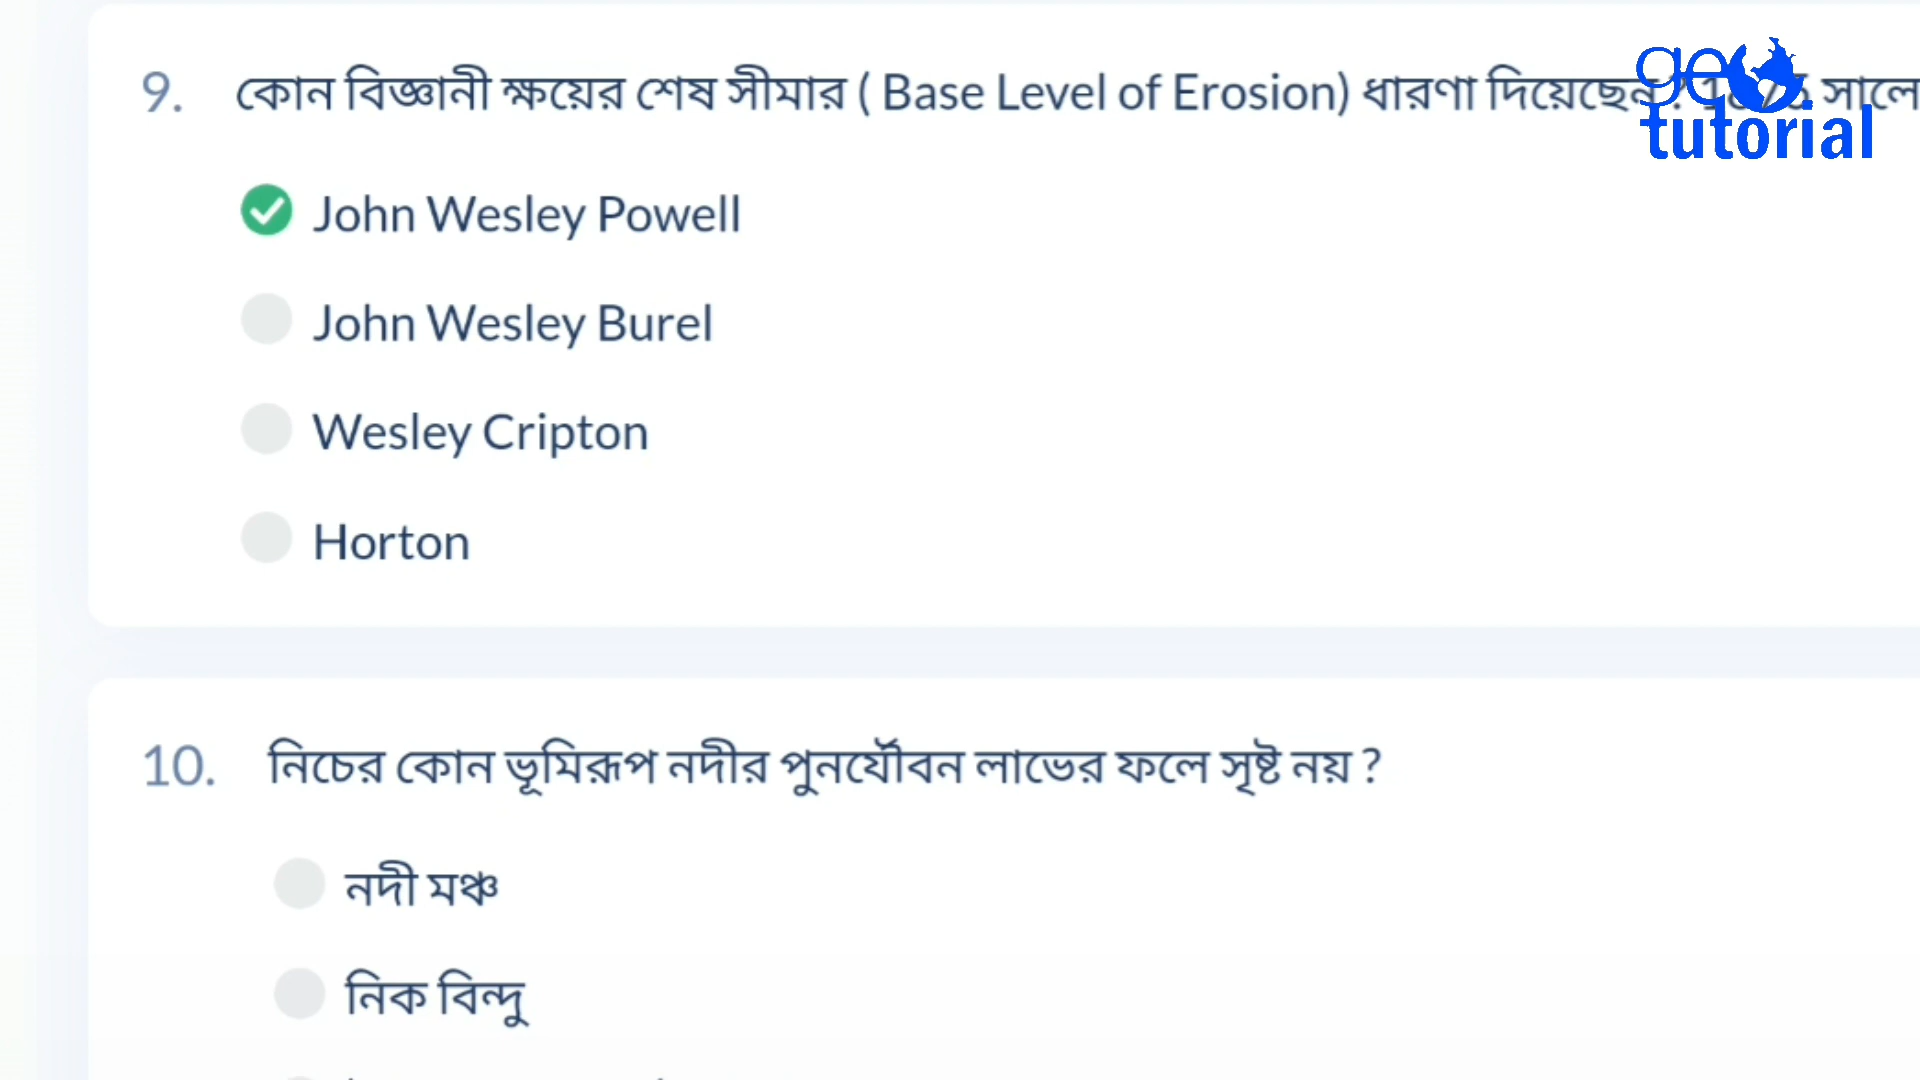 9. কোন বিজ্ঞানী ক্ষয়ের শেষ সীমার ( Base Level of Erosion) ধারণা দিয়েছেন ? 1875 সালে
geo
tutorial
John Wesley Powell
John Wesley Burel
Wesley Cripton
Horton
10. নিচের কোন ভূমিরূপ নদীর পুনর্যৌবন লাভের ফলে সৃষ্ট নয় ?
নদী মঞ্চ
নিক বিন্দু